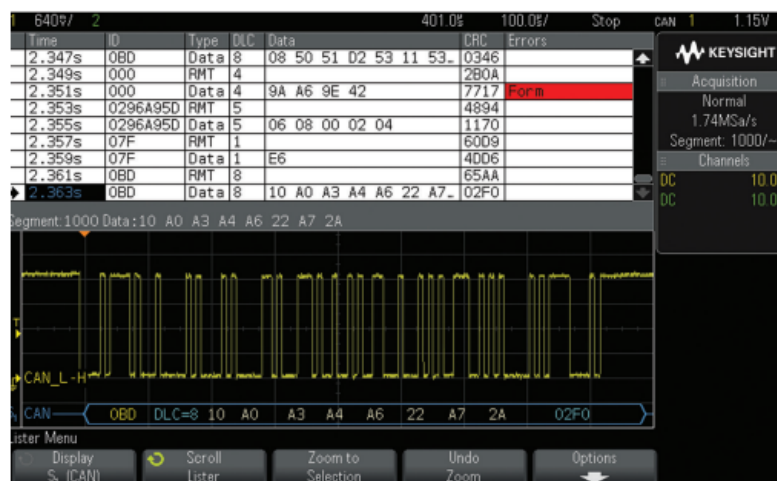 1 640▽/ 2 401.0% 100.0%/ Stop CAN 1 1.15V
Time ID Type DLC Data CRC Errors
2.347s 0BD Data 8 08 50 51 D2 53 11 53… 0346
2.349s 000 RMT 4 2B0A
2.351s 000 Data 4 9A A6 9E 42 7717 Form
2.353s 0296A95D RMT 5 4894
2.355s 0296A95D Data 5 06 08 00 02 04 1170
2.357s 07F RMT 1 60D9
2.359s 07F Data 1 E6 4DD6
2.361s 0BD RMT 8 65AA
2.363s 0BD Data 8 10 A0 A3 A4 A6 22 A7… 02F0
KEYSIGHT
Acquisition
Normal
1.74MSa/s
Segment: 1000/~
Channels
DC 10.0
DC 10.0
Segment:1000 Data:10 A0 A3 A4 A6 22 A7 2A
T
CAN_L -H
S₁ CAN 0BD DLC=8 10 A0 A3 A4 A6 22 A7 2A 02F0
Lister Menu
Display
S₁ (CAN)
Scroll
Lister
Zoom to
Selection
Undo
Zoom
Options